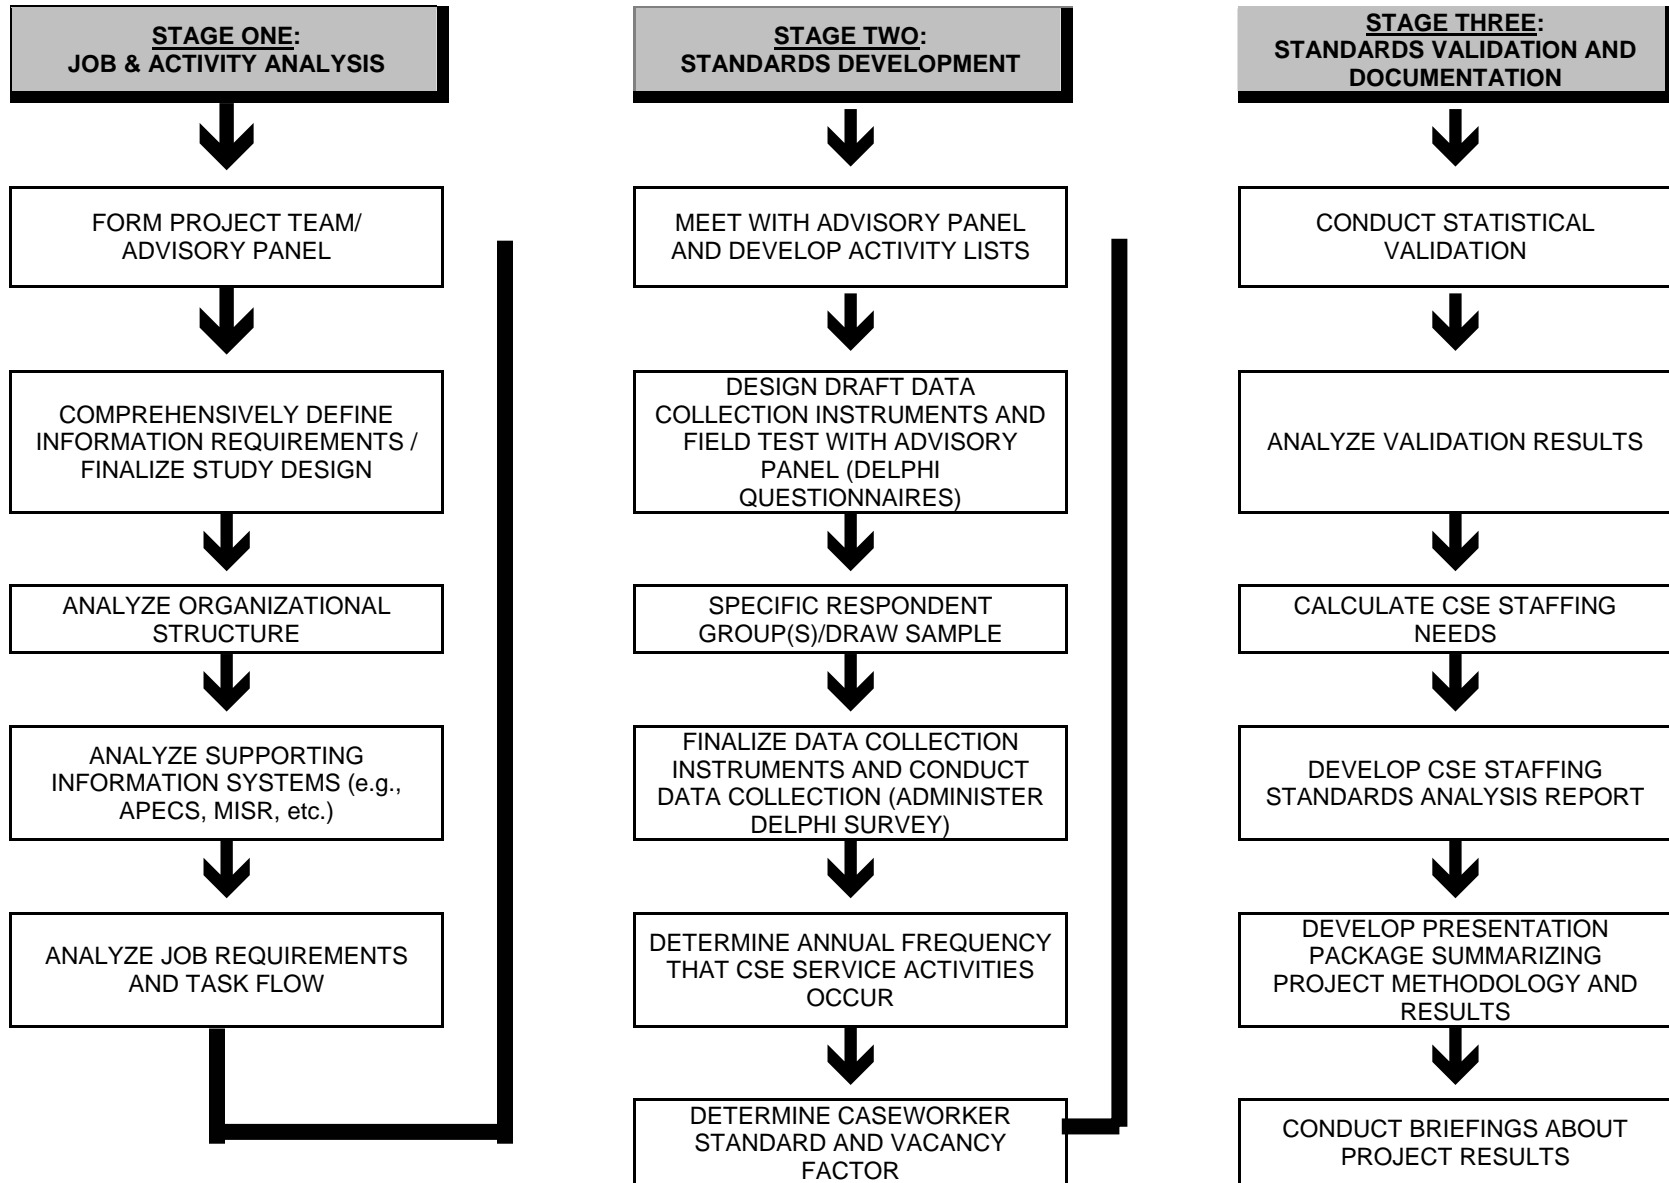 STAGE ONE:
JOB & ACTIVITY ANALYSIS
FORM PROJECT TEAM/
ADVISORY PANEL
COMPREHENSIVELY DEFINE
INFORMATION REQUIREMENTS /
FINALIZE STUDY DESIGN
ANALYZE ORGANIZATIONAL
STRUCTURE
ANALYZE SUPPORTING
INFORMATION SYSTEMS (e.g.,
APECS, MISR, etc.)
ANALYZE JOB REQUIREMENTS
AND TASK FLOW
STAGE TWO:
STANDARDS DEVELOPMENT
MEET WITH ADVISORY PANEL
AND DEVELOP ACTIVITY LISTS
DESIGN DRAFT DATA
COLLECTION INSTRUMENTS AND
FIELD TEST WITH ADVISORY
PANEL (DELPHI
QUESTIONNAIRES)
SPECIFIC RESPONDENT
GROUP(S)/DRAW SAMPLE
FINALIZE DATA COLLECTION
INSTRUMENTS AND CONDUCT
DATA COLLECTION (ADMINISTER
DELPHI SURVEY)
DETERMINE ANNUAL FREQUENCY
THAT CSE SERVICE ACTIVITIES
OCCUR
DETERMINE CASEWORKER
STANDARD AND VACANCY
FACTOR
STAGE THREE:
STANDARDS VALIDATION AND
DOCUMENTATION
CONDUCT STATISTICAL
VALIDATION
ANALYZE VALIDATION RESULTS
CALCULATE CSE STAFFING
NEEDS
DEVELOP CSE STAFFING
STANDARDS ANALYSIS REPORT
DEVELOP PRESENTATION
PACKAGE SUMMARIZING
PROJECT METHODOLOGY AND
RESULTS
CONDUCT BRIEFINGS ABOUT
PROJECT RESULTS